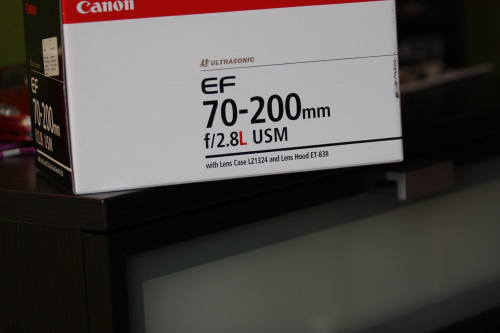 Canon
ULTRASONIC
EF
70-200mm
f/2.8L USM
with Lens Case LZ1324 and Lens Hood ET-83II
EF
70-200mm
f/2.8L USM